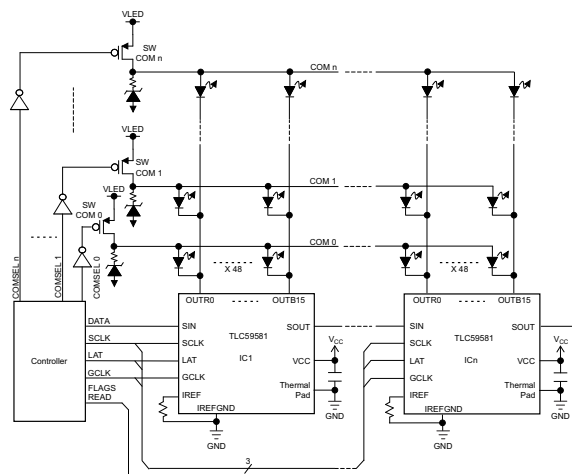 VLED
SW
COM n
COM n
VLED
SW
COM 1
COM 1
VLED
SW
COM 0
COM 0
COMSEL n
COMSEL 1
COMSEL 0
X 48
X 48
OUTR0
OUTB15
OUTR0
OUTB15
Controller
DATA
SCLK
LAT
GCLK
FLAGS
READ
SIN
SCLK
LAT
GCLK
IREF
TLC59581
IC1
SOUT
VCC
Thermal
Pad
IREFGND
GND
VCC
GND
SIN
SCLK
LAT
GCLK
IREF
TLC59581
ICn
SOUT
VCC
Thermal
Pad
IREFGND
GND
VCC
GND
3